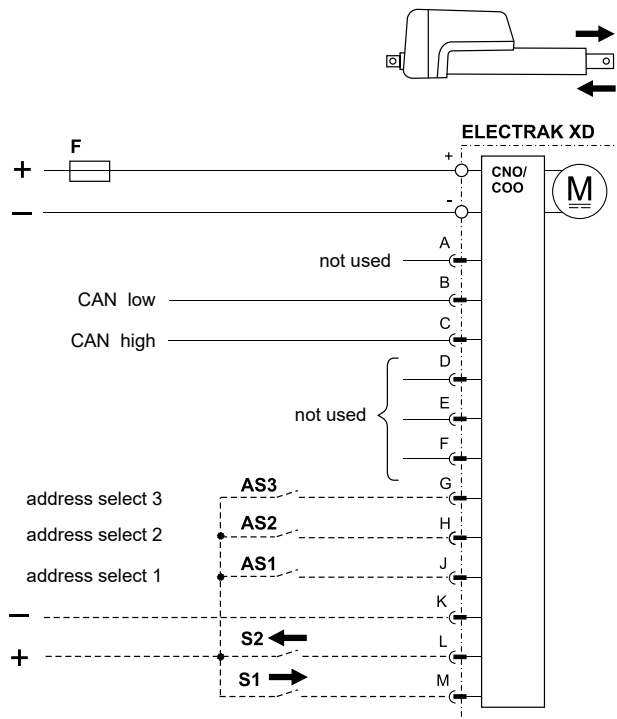 ELECTRAK XD
F
+
+
−
-
CNO/
COO
M
A
not used
B
CAN low
C
CAN high
D
E
not used
F
AS3
G
address select 3
AS2
H
address select 2
AS1
J
address select 1
K
−
S2
L
+
S1
M